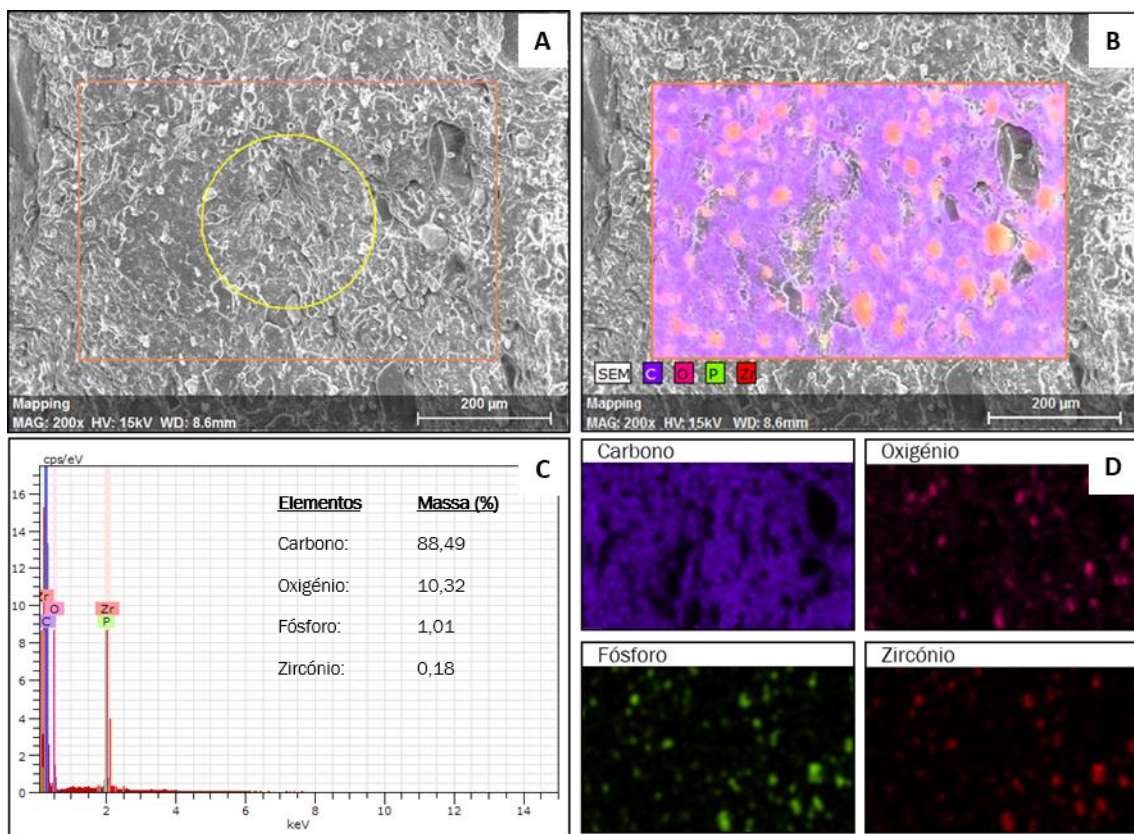 A
Mapping
MAG: 200x HV: 15kV WD: 8.6mm
200 µm
B
SEM C O P Zr
Mapping
MAG: 200x HV: 15kV WD: 8.6mm
200 µm
C
cps/eV
16
14
12
10
8
6
4
2
0
Zr
O
C
Zr
P
2 4 6 8 10 12 14
keV
Elementos Massa (%)
Carbono: 88,49
Oxigénio: 10,32
Fósforo: 1,01
Zircónio: 0,18
D
Carbono
Oxigénio
Fósforo
Zircónio